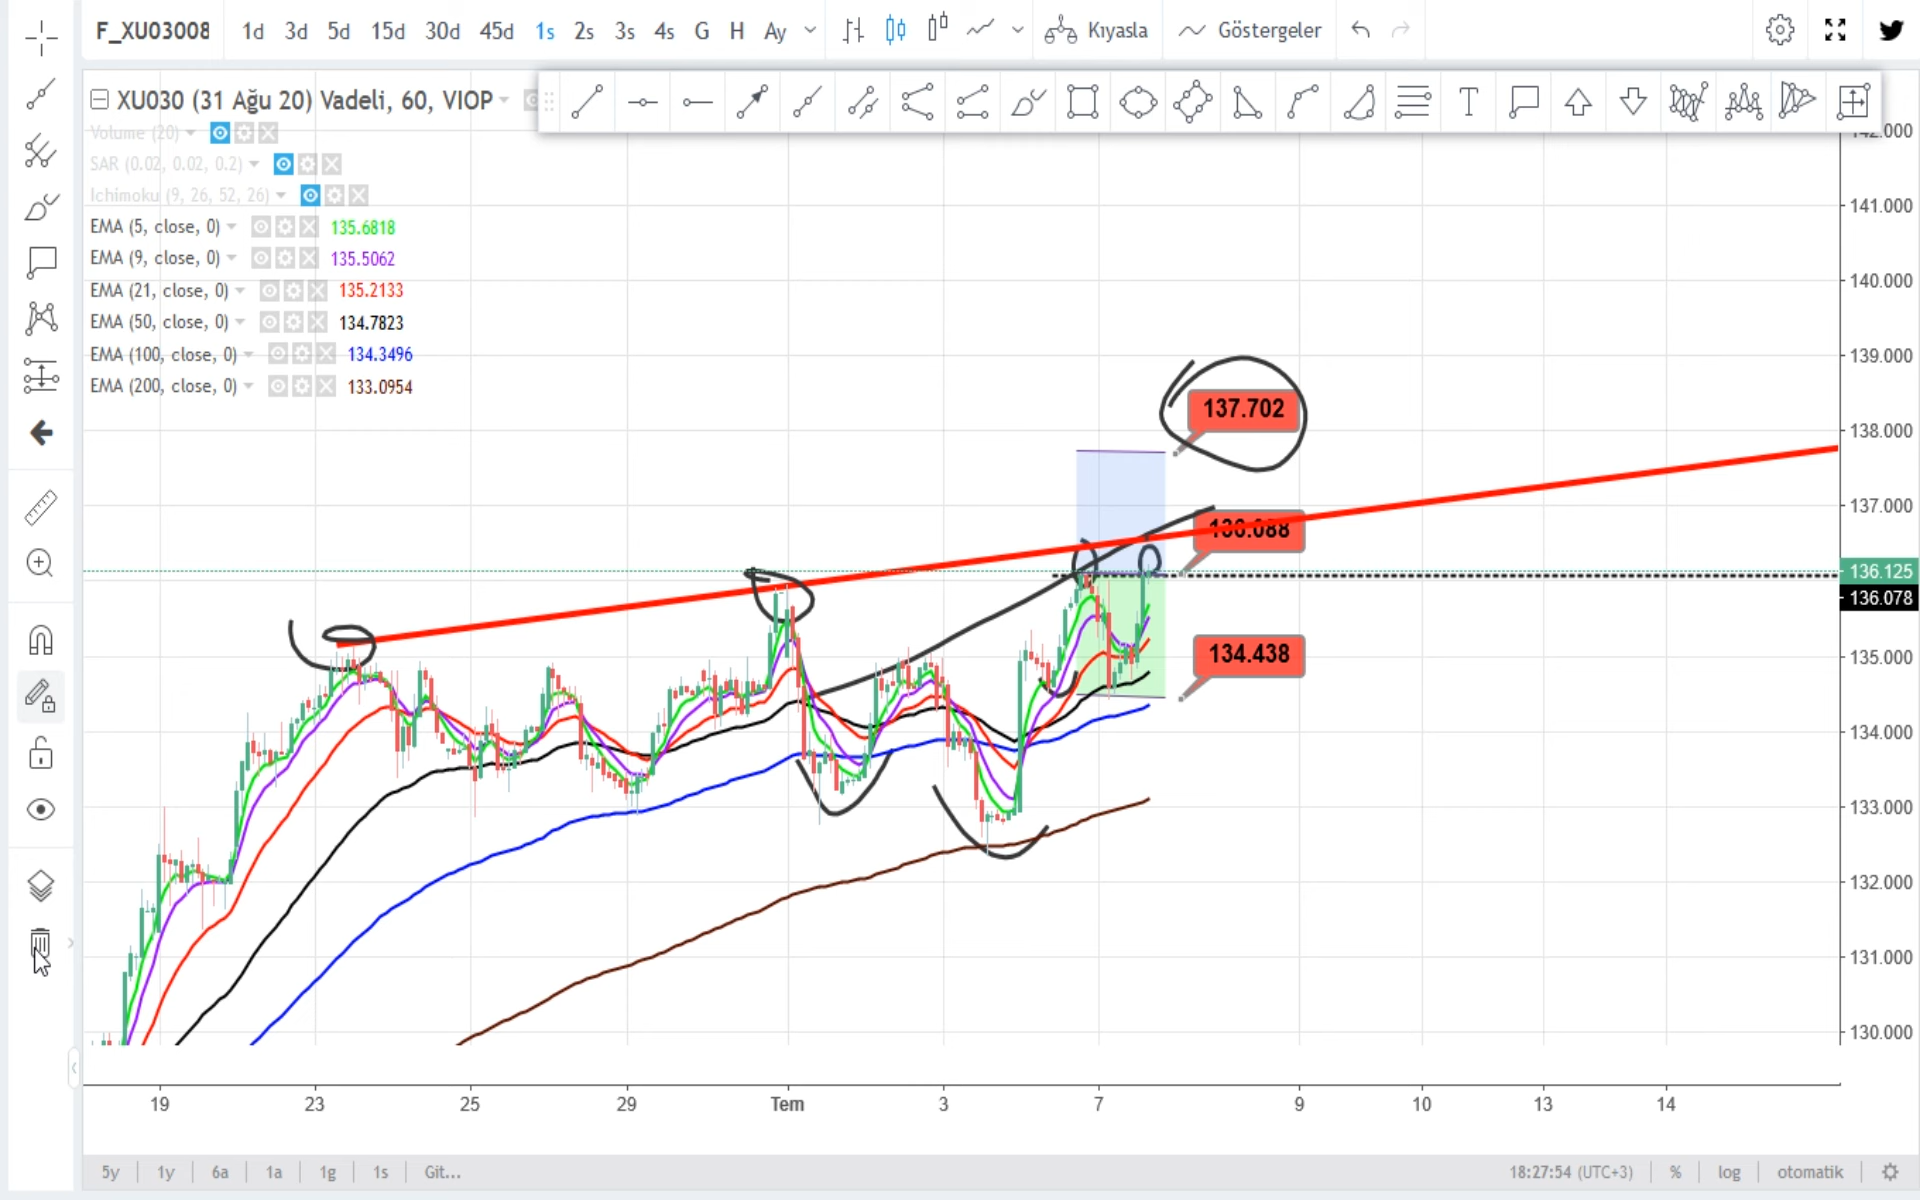 F_XU03008 1d 3d 5d 15d 30d 45d 1s 2s 3s 4s G H Ay Kıyasla Göstergeler
XU030 (31 Ağu 20) Vadeli, 60, VIOP
Volume (20)
SAR (0.02, 0.02, 0.2)
Ichimoku (9, 26, 52, 26)
EMA (5, close, 0) 135.6818
EMA (9, close, 0) 135.5062
EMA (21, close, 0) 135.2133
EMA (50, close, 0) 134.7823
EMA (100, close, 0) 134.3496
EMA (200, close, 0) 133.0954
T
142.000
141.000
140.000
139.000
137.702
138.000
137.000
136.088
136.125
136.078
134.438
135.000
134.000
133.000
132.000
131.000
130.000
19 23 25 29 Tem 3 7 9 10 13 14
5y 1y 6a 1a 1g 1s Git... 18:27:54 (UTC+3) % log otomatik